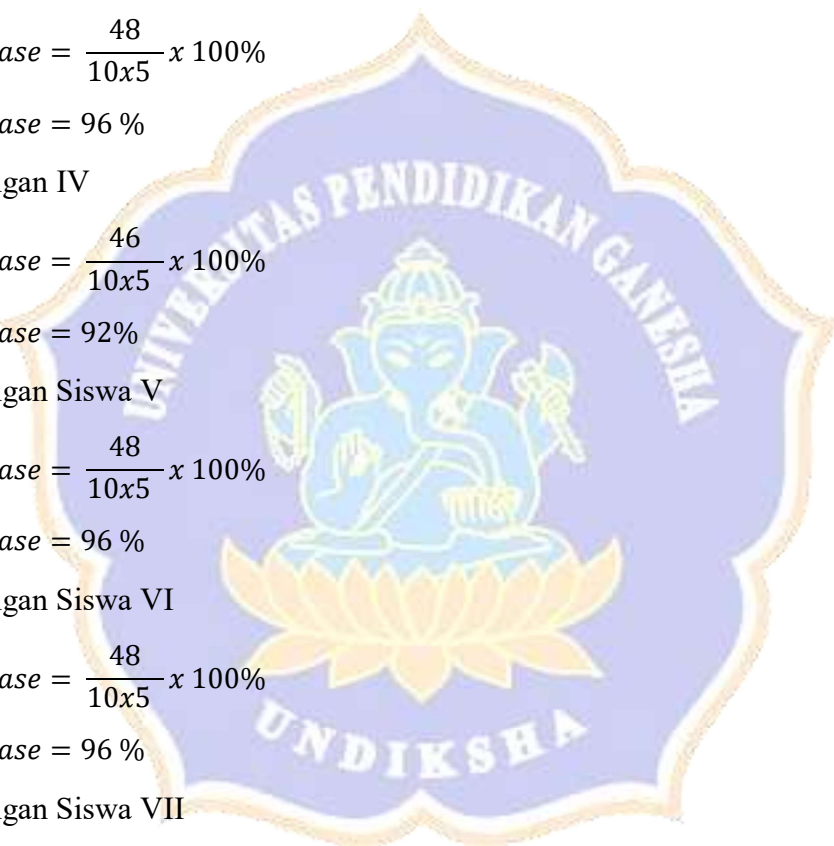 ase = 48/10x5 x 100%
ase = 96 %
gan IV
ase = 46/10x5 x 100%
ase = 92%
gan Siswa V
ase = 48/10x5 x 100%
ase = 96 %
gan Siswa VI
ase = 48/10x5 x 100%
ase = 96 %
gan Siswa VII
UNIVERSITAS PENDIDIKAN GANESHA
UNDIKSHA